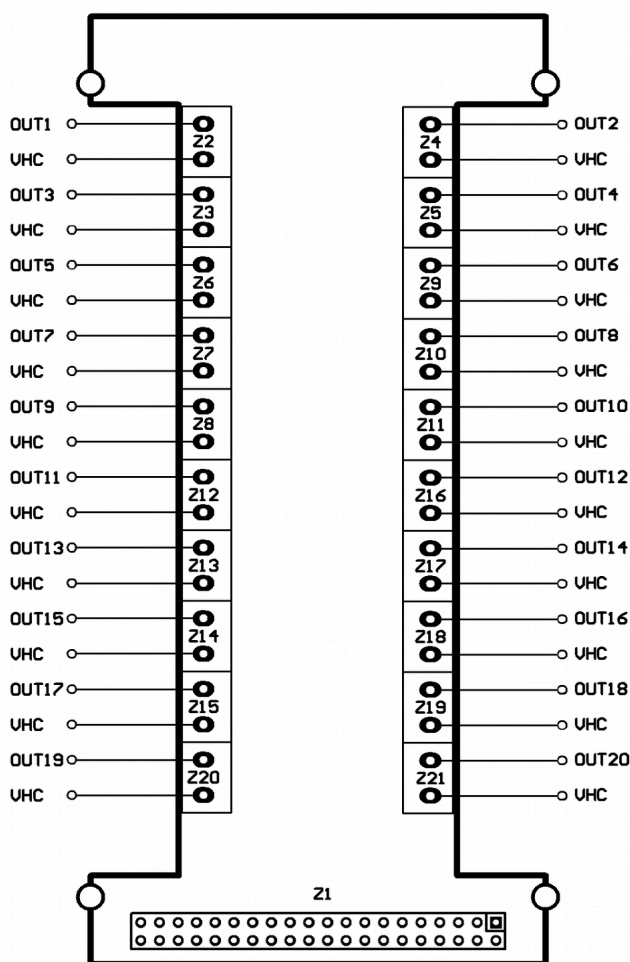 OUT1 Z2 Z4 OUT2
VHC VHC
OUT3 Z3 Z5 OUT4
VHC VHC
OUT5 Z6 Z9 OUT6
VHC VHC
OUT7 Z7 Z10 OUT8
VHC VHC
OUT9 Z8 Z11 OUT10
VHC VHC
OUT11 Z12 Z16 OUT12
VHC VHC
OUT13 Z13 Z17 OUT14
VHC VHC
OUT15 Z14 Z18 OUT16
VHC VHC
OUT17 Z15 Z19 OUT18
VHC VHC
OUT19 Z20 Z21 OUT20
VHC VHC
Z1